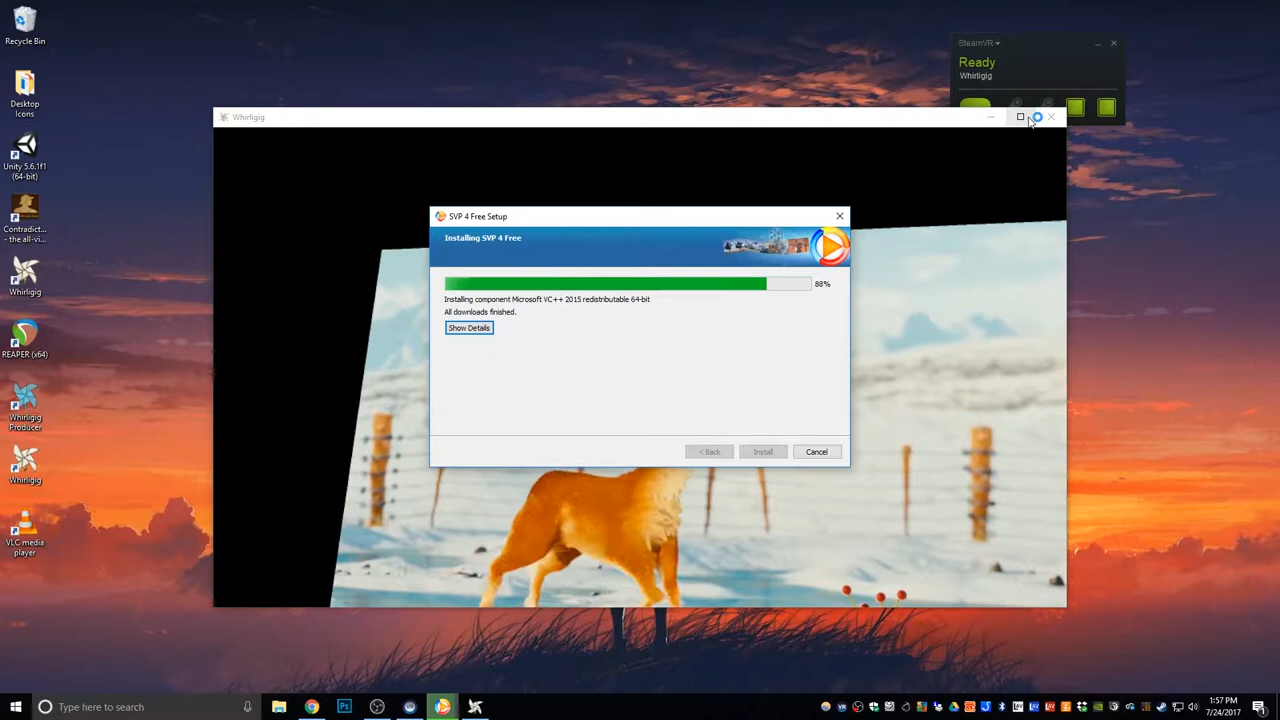 Recycle Bin
Desktop
Icons
Unity 5.6.1f1
(64-bit)
Contradict...
- the all-vi...
Whirligig
REAPER (x64)
Whirligig
Producer
Whirligig
VLC media
player
SteamVR
Ready
Whirligig
Whirligig
SVP 4 Free Setup
Installing SVP 4 Free
88%
Installing component Microsoft VC++ 2015 redistributable 64-bit
All downloads finished.
Show Details
< Back
Install
Cancel
Type here to search
Ps
1:57 PM
7/24/2017